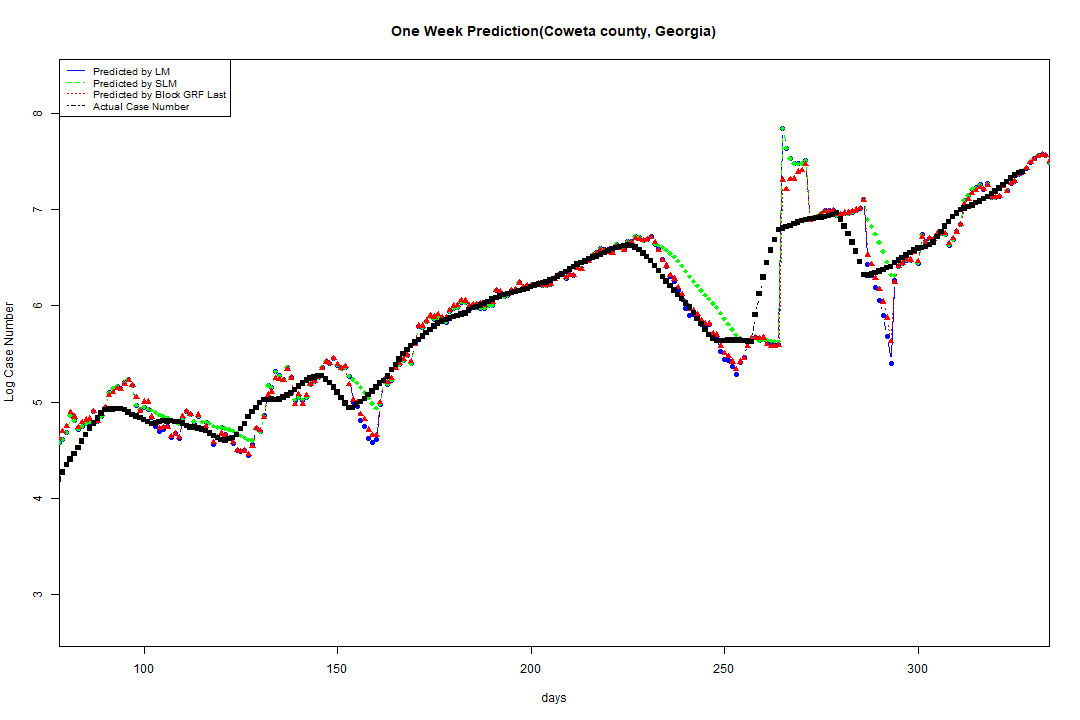 One Week Prediction(Coweta county, Georgia)
Predicted by LM
Predicted by SLM
Predicted by Block GRF Last
Actual Case Number
Log Case Number
8
7
6
5
4
3
100 150 200 250 300
days